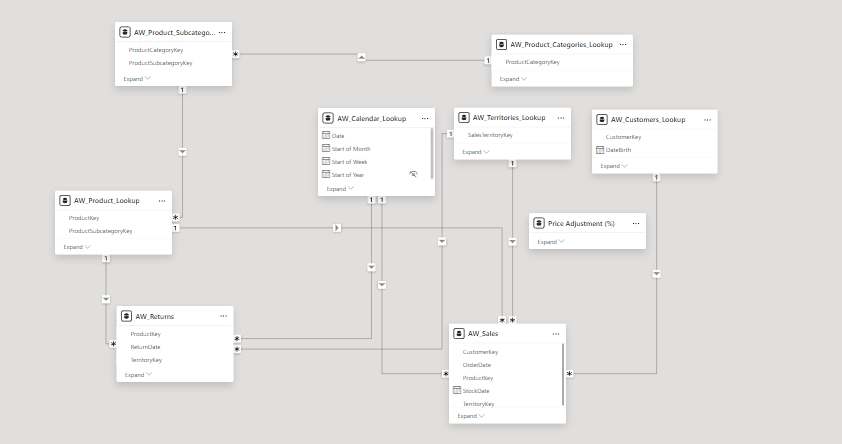 AW_Product_Subcatego... ...
ProductCategoryKey
ProductSubcategoryKey
Expand
*
1
AW_Product_Categories_Lookup ...
ProductCategoryKey
Expand
1
AW_Calendar_Lookup ...
Date
Start of Month
Start of Week
Start of Year
Expand
1
1
AW_Territories_Lookup ...
SalesTerritoryKey
Expand
1
1
AW_Customers_Lookup ...
CustomerKey
DateBirth
Expand
1
AW_Product_Lookup ...
ProductKey
ProductSubcategoryKey
Expand
*
1
1
Price Adjustment (%) ...
Expand
AW_Returns ...
ProductKey
ReturnDate
TerritoryKey
Expand
*
*
*
AW_Sales ...
CustomerKey
OrderDate
ProductKey
StockDate
TerritoryKey
Expand
*
*
*
*